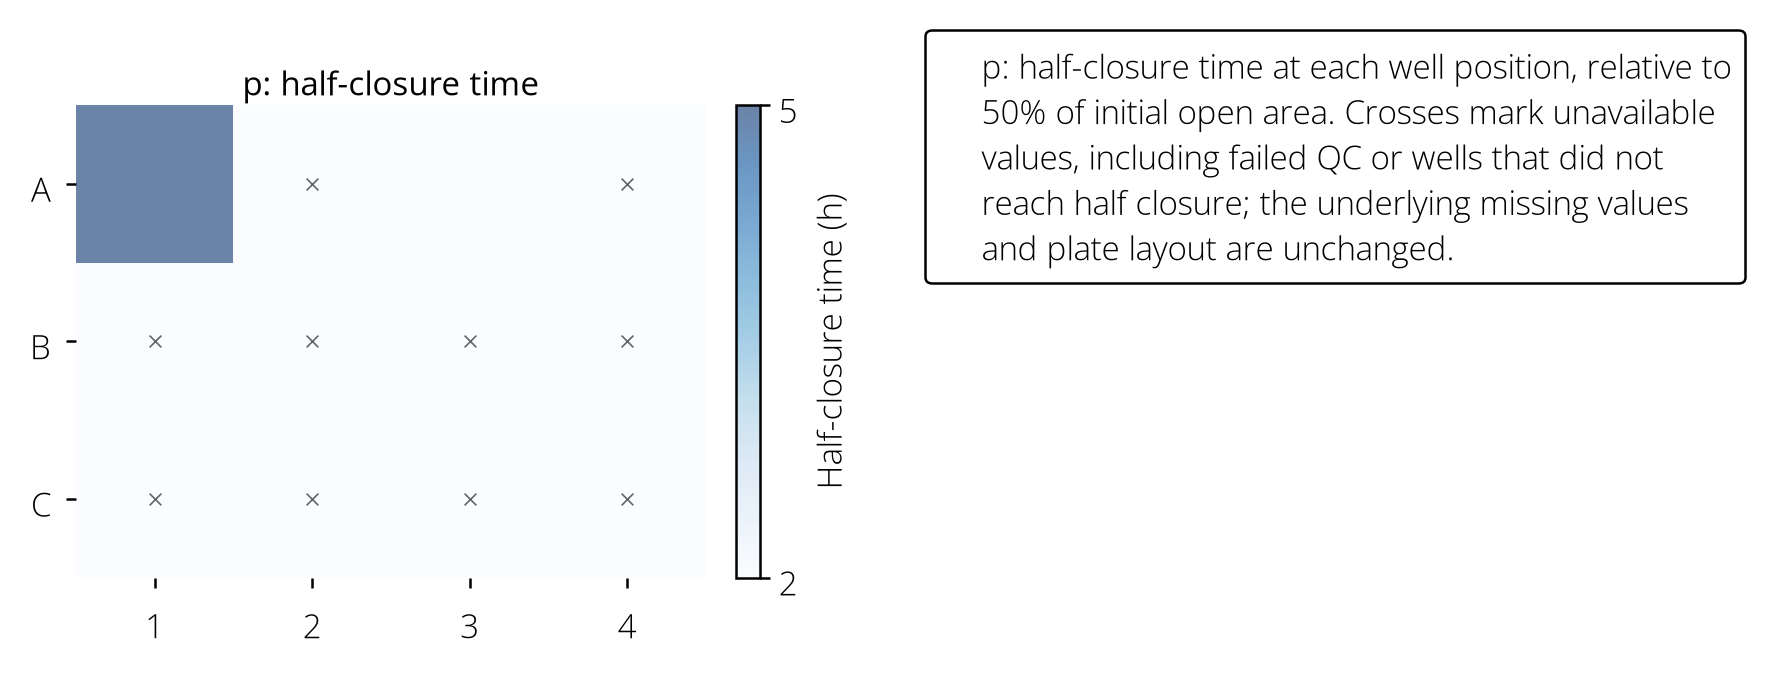 p: half-closure time
A
B
C
1 2 3 4
5
2
Half-closure time (h)
p: half-closure time at each well position, relative to
50% of initial open area. Crosses mark unavailable
values, including failed QC or wells that did not
reach half closure; the underlying missing values
and plate layout are unchanged.